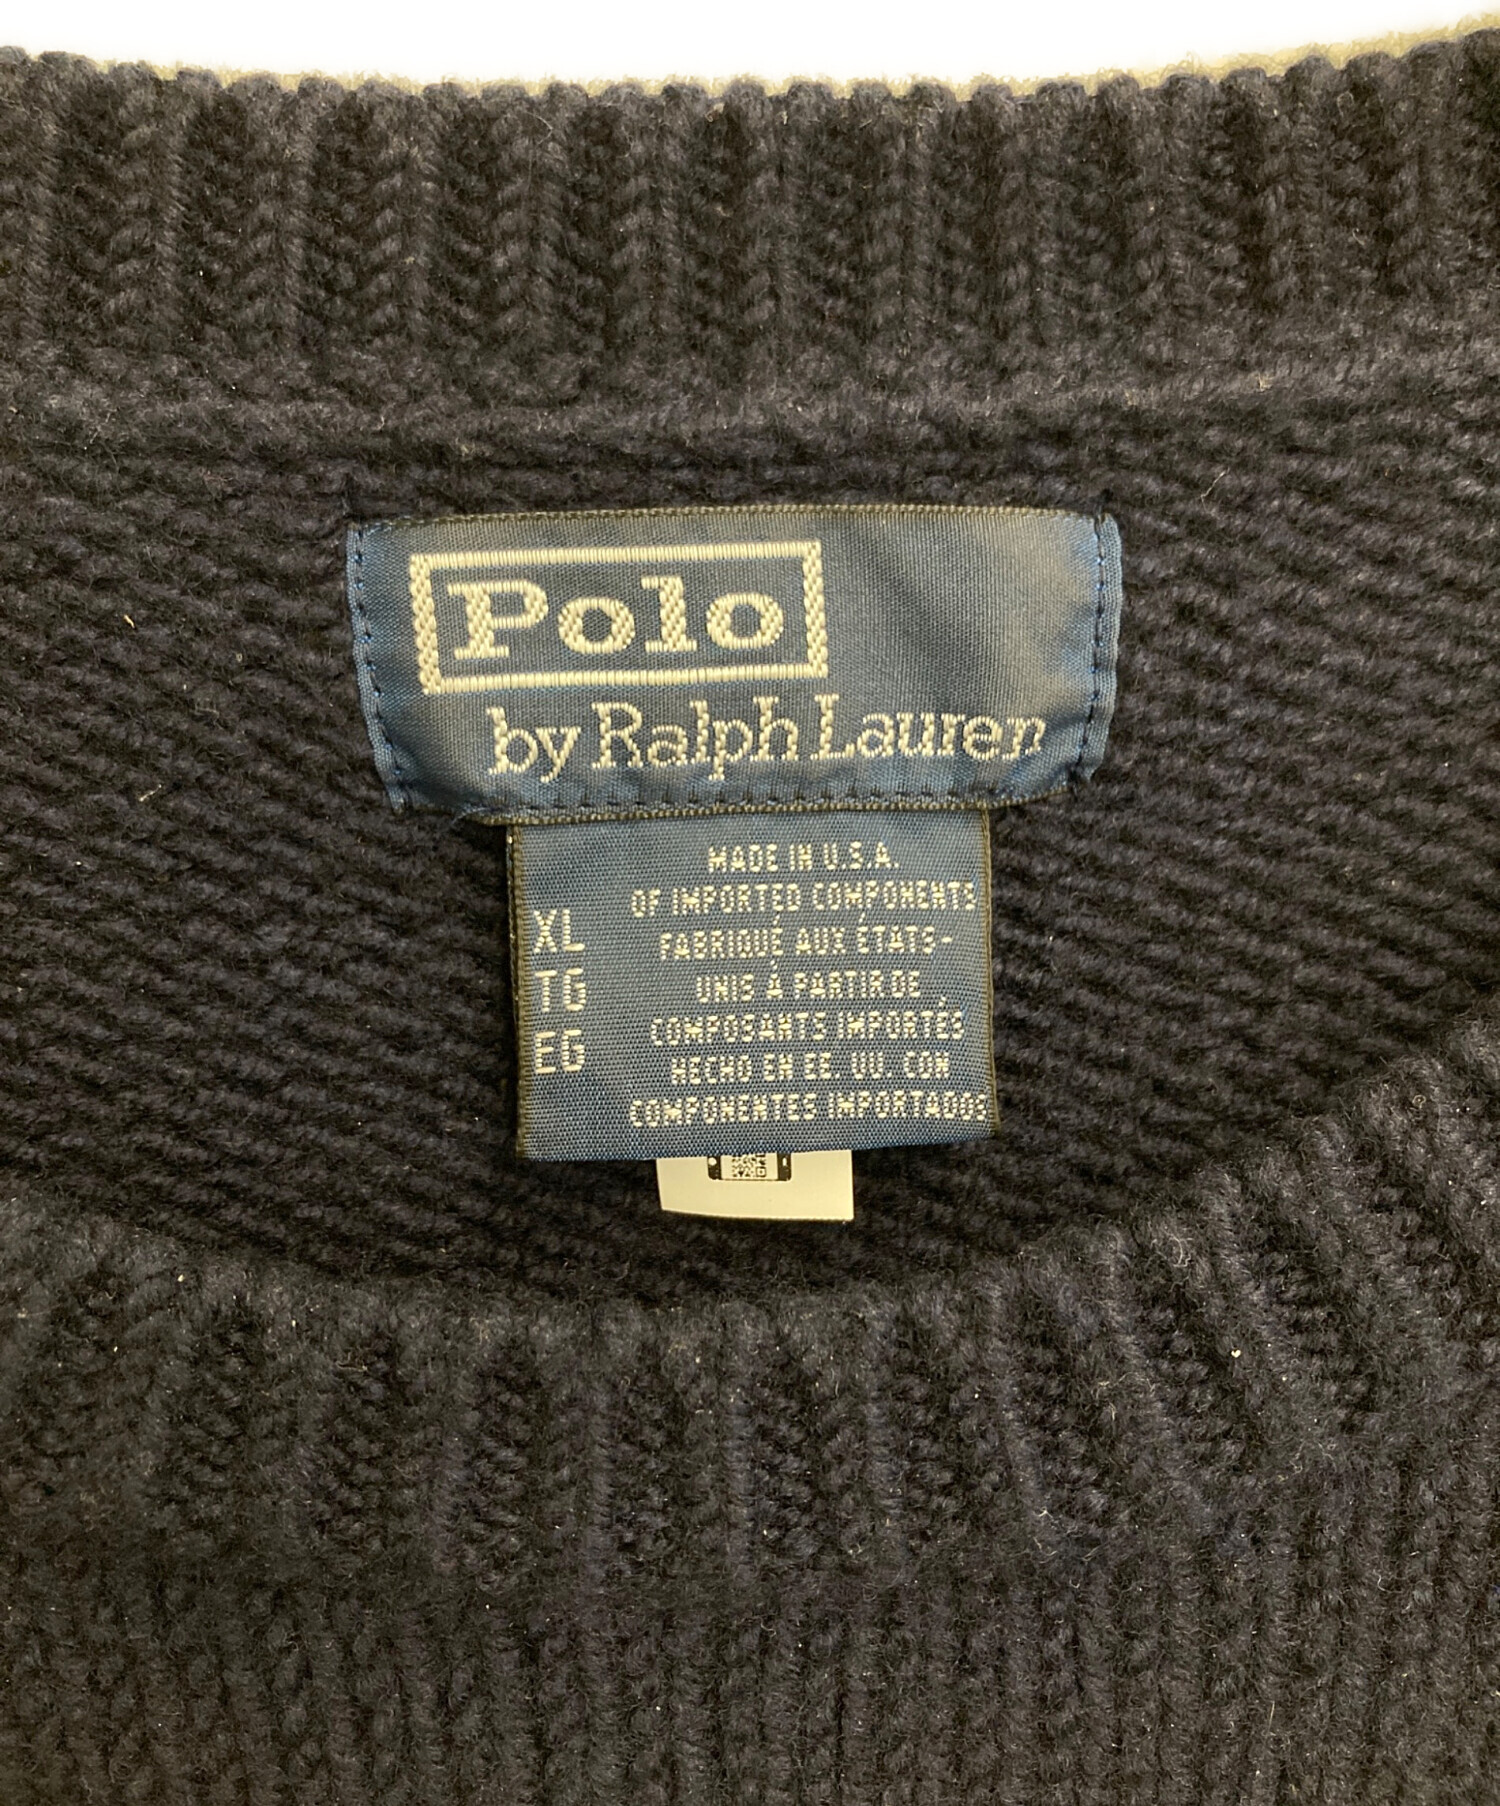 Polo
by Ralph Lauren
XL
TG
EG
MADE IN U.S.A.
OF IMPORTED COMPONENTS
FABRIQUÉ AUX ÉTATS-
UNIS À PARTIR DE
COMPOSANTS IMPORTÉS
HECHO EN EE. UU. CON
COMPONENTES IMPORTADOS